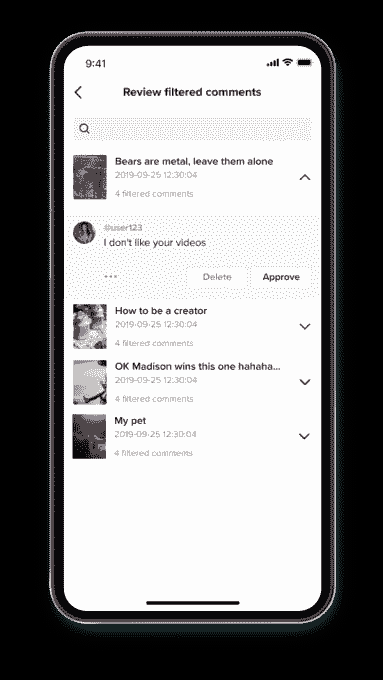 9:41
Review filtered comments
Bears are metal, leave them alone
2019-09-25 12:30:04
4 filtered comments
@user123
I don't like your videos
Delete
Approve
How to be a creator
2019-09-25 12:30:04
4 filtered comments
OK Madison wins this one hahaha...
2019-09-25 12:30:04
4 filtered comments
My pet
2019-09-25 12:30:04
4 filtered comments